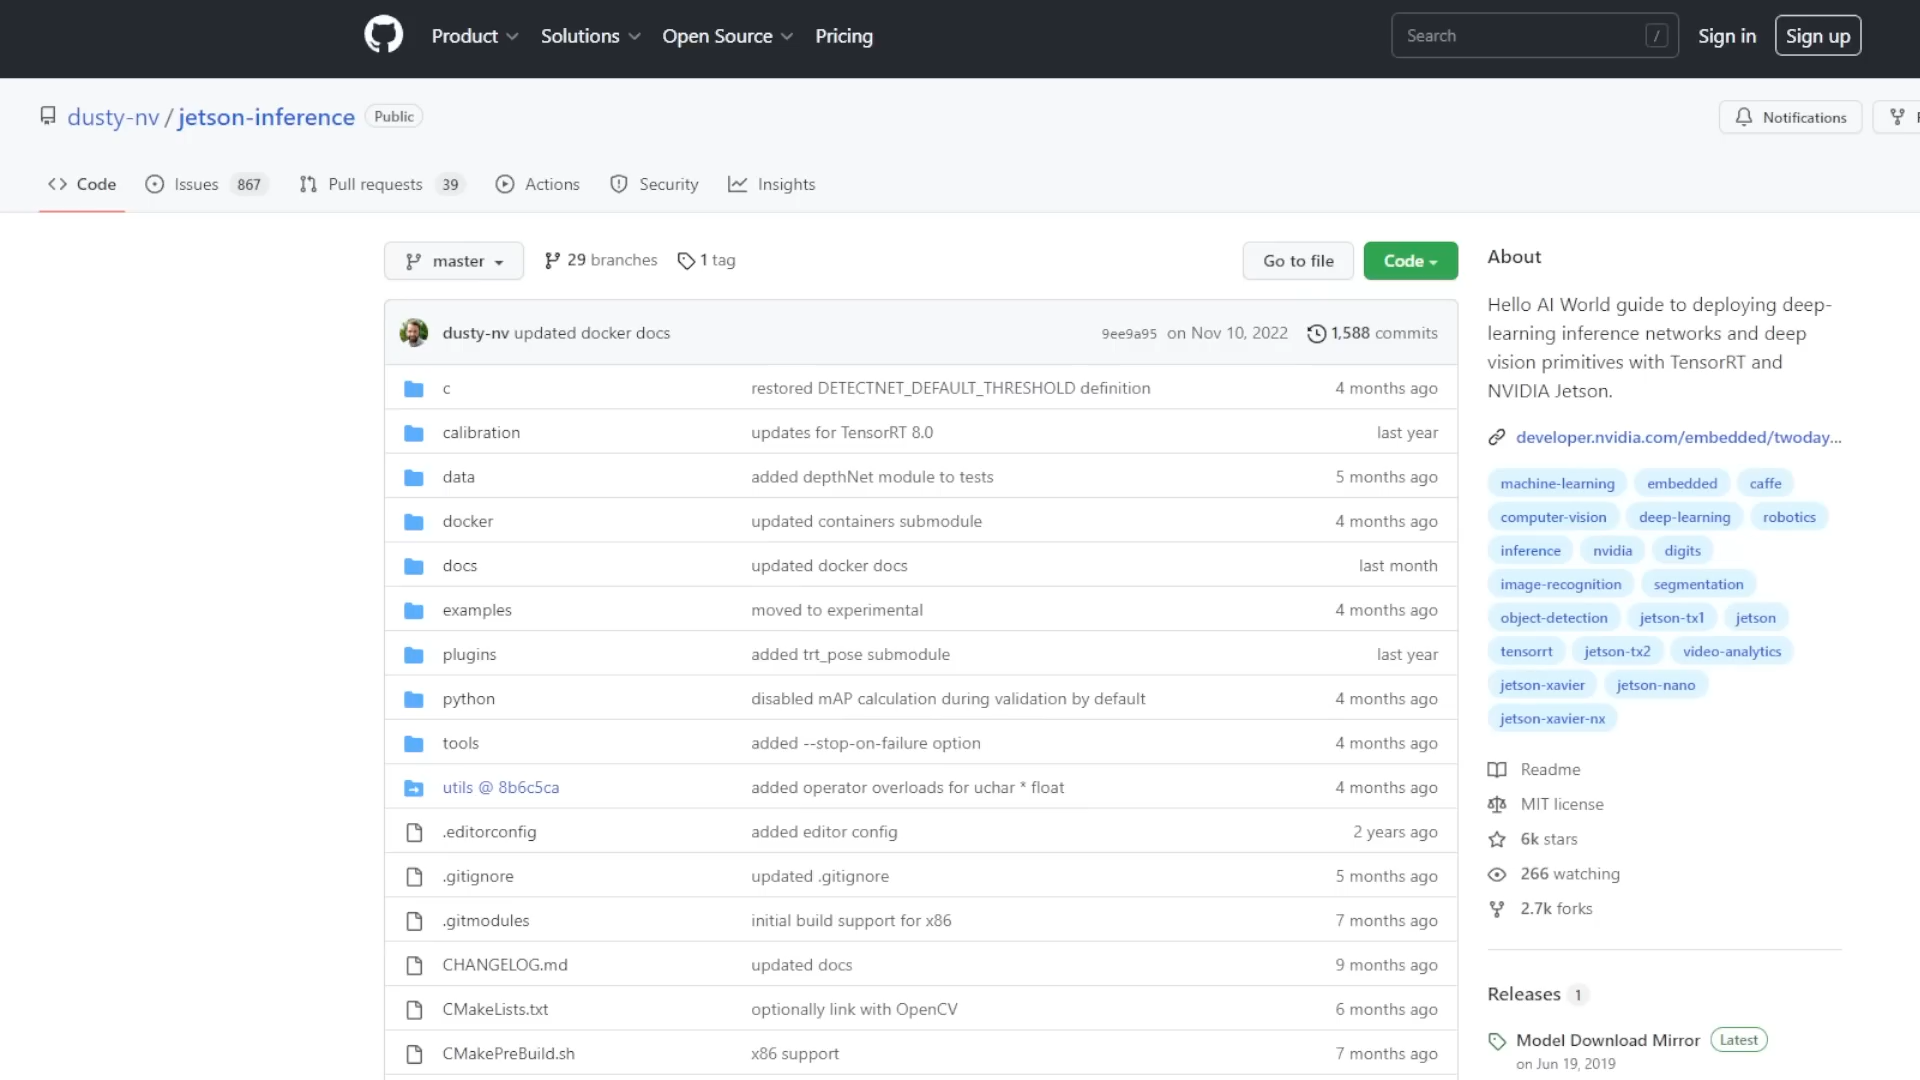 Product Solutions Open Source Pricing Search / Sign in Sign up
dusty-nv / jetson-inference Public Notifications
Code Issues 867 Pull requests 39 Actions Security Insights
master 29 branches 1 tag Go to file Code
dusty-nv updated docker docs 9ee9a95 on Nov 10, 2022 1,588 commits
c restored DETECTNET_DEFAULT_THRESHOLD definition 4 months ago
calibration updates for TensorRT 8.0 last year
data added depthNet module to tests 5 months ago
docker updated containers submodule 4 months ago
docs updated docker docs last month
examples moved to experimental 4 months ago
plugins added trt_pose submodule last year
python disabled mAP calculation during validation by default 4 months ago
tools added --stop-on-failure option 4 months ago
utils @ 8b6c5ca added operator overloads for uchar * float 4 months ago
.editorconfig added editor config 2 years ago
.gitignore updated .gitignore 5 months ago
.gitmodules initial build support for x86 7 months ago
CHANGELOG.md updated docs 9 months ago
CMakeLists.txt optionally link with OpenCV 6 months ago
CMakePreBuild.sh x86 support 7 months ago
About
Hello AI World guide to deploying deep-
learning inference networks and deep
vision primitives with TensorRT and
NVIDIA Jetson.
developer.nvidia.com/embedded/twoday...
machine-learning embedded caffe
computer-vision deep-learning robotics
inference nvidia digits
image-recognition segmentation
object-detection jetson-tx1 jetson
tensorrt jetson-tx2 video-analytics
jetson-xavier jetson-nano
jetson-xavier-nx
Readme
MIT license
6k stars
266 watching
2.7k forks
Releases 1
Model Download Mirror Latest
on Jun 19, 2019